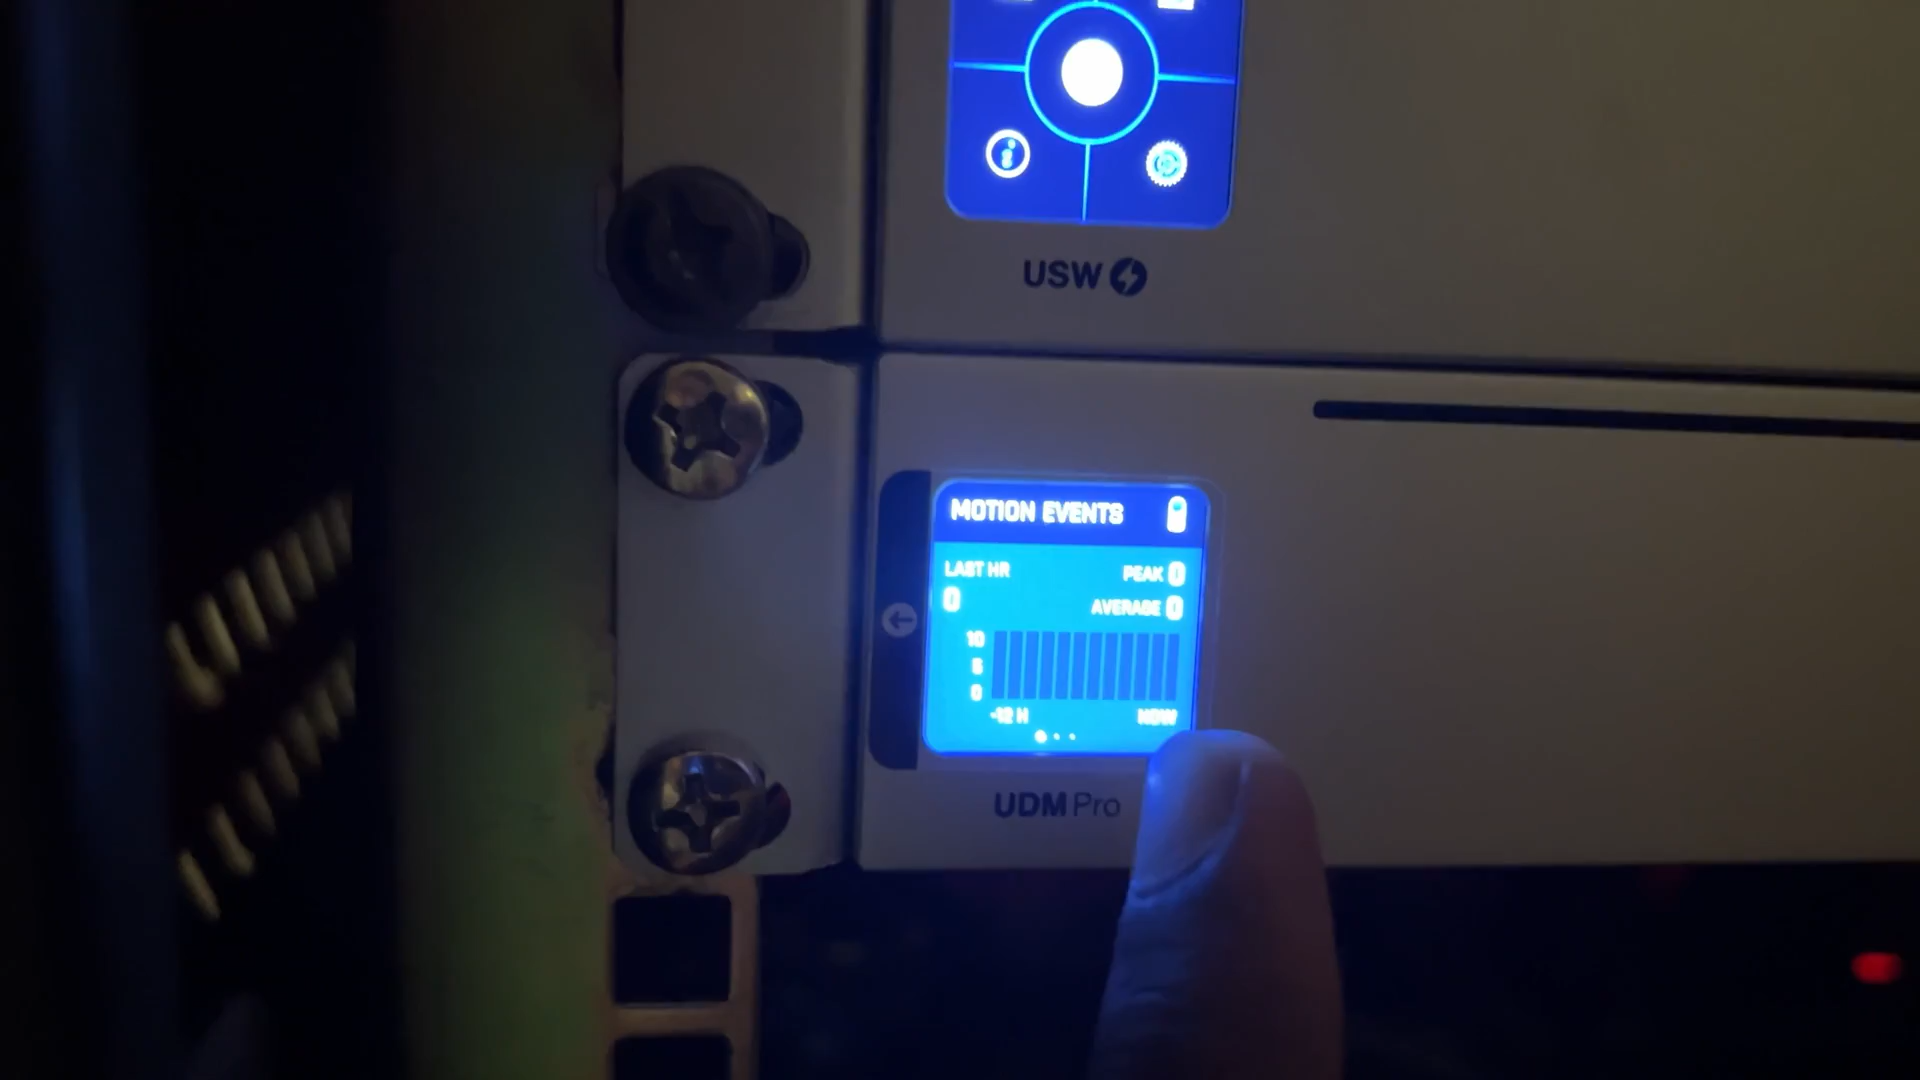 USW
MOTION EVENTS
LAST HR
PEAK 0
0
AVERAGE 0
10
5
0
-12 H
NOW
UDM Pro